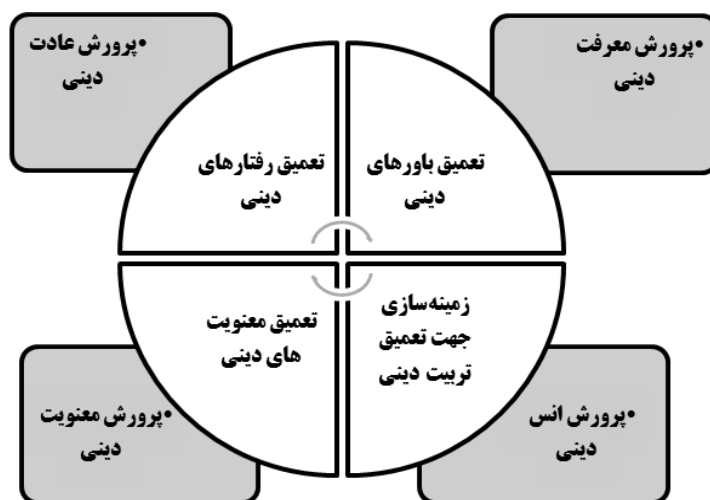 •پرورش معرفت
دینی
•پرورش عادت
دینی
تعمیق باورهای
دینی
تعمیق رفتارهای
دینی
زمینه‌سازی
جهت تعمیق
تربیت دینی
تعمیق معنویت
های دینی
•پرورش انس
دینی
•پرورش معنویت
دینی